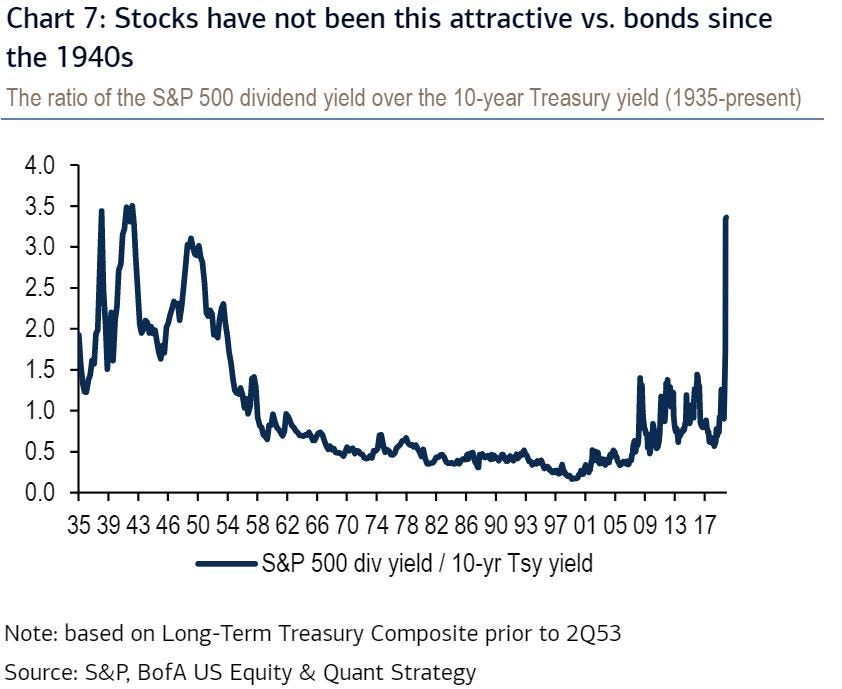 Chart 7: Stocks have not been this attractive vs. bonds since
the 1940s
The ratio of the S&P 500 dividend yield over the 10-year Treasury yield (1935-present)
4.0
3.5
3.0
2.5
2.0
1.5
1.0
0.5
0.0
35 39 43 46 50 54 58 62 66 70 74 78 82 86 90 93 97 01 05 09 13 17
S&P 500 div yield / 10-yr Tsy yield
Note: based on Long-Term Treasury Composite prior to 2Q53
Source: S&P, BofA US Equity & Quant Strategy